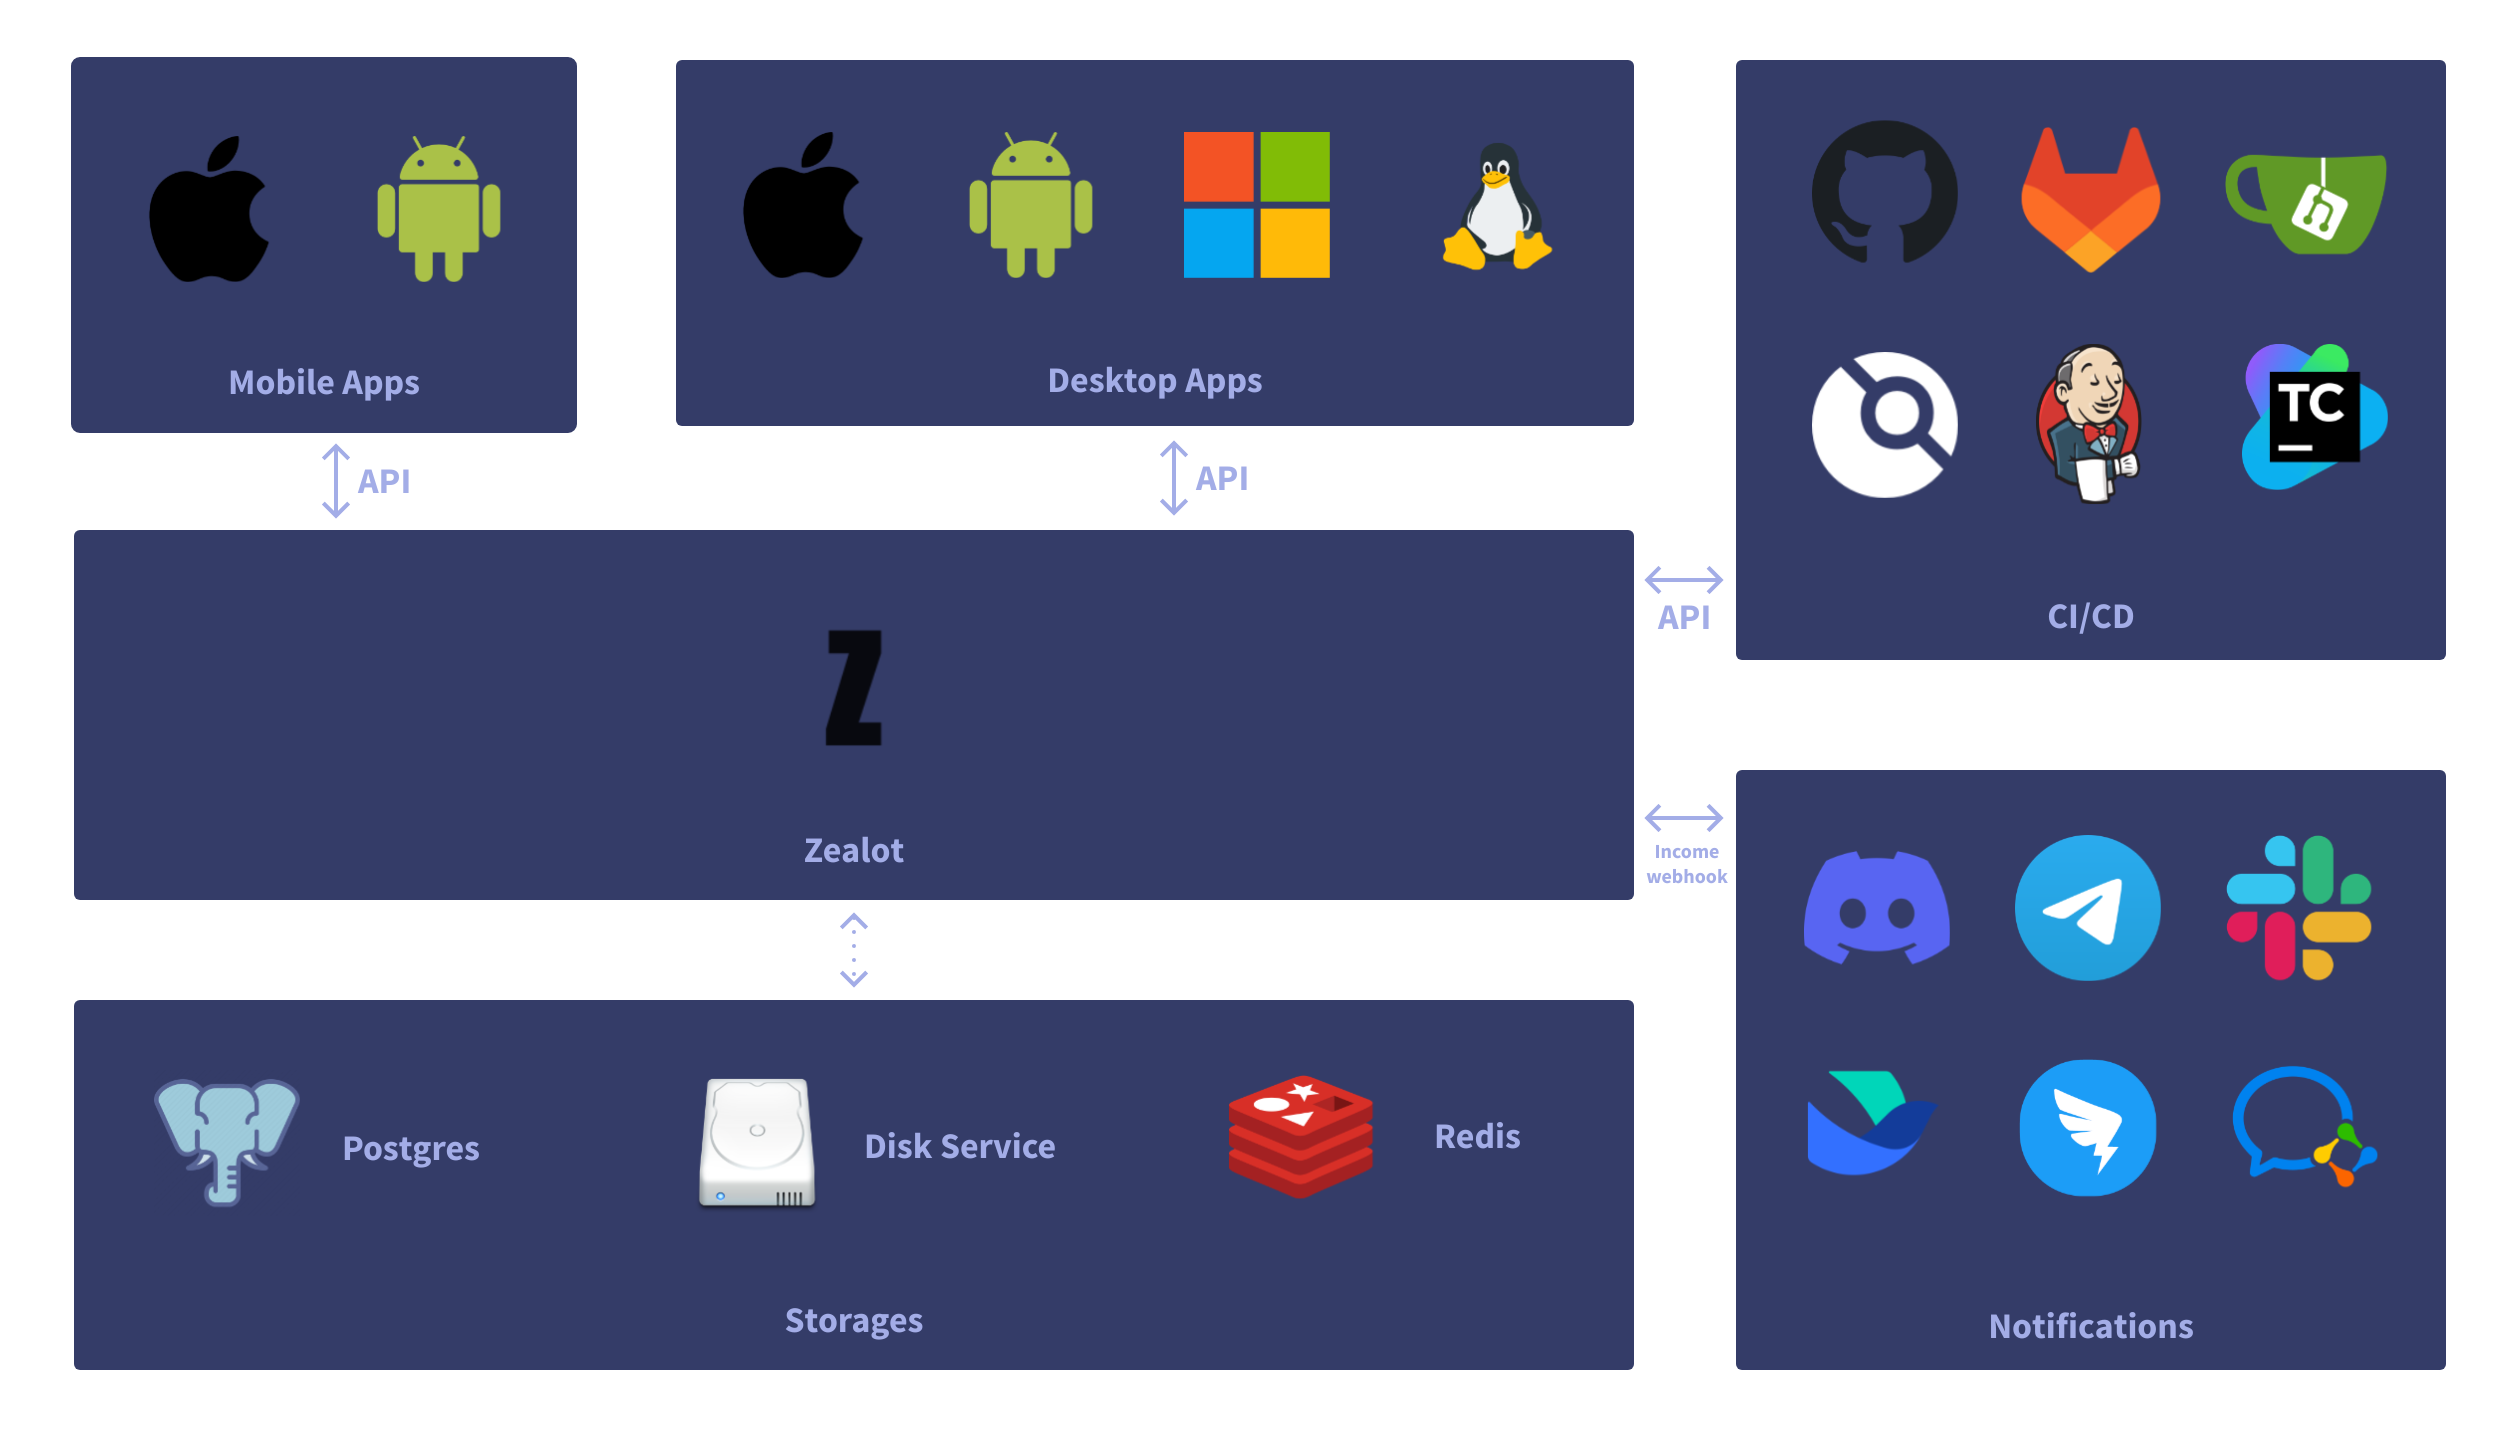 Mobile Apps
Desktop Apps
TC
API
API
API
CI/CD
Z
Zealot
Income
webhook
Postgres
Disk Service
Redis
Storages
Notifications